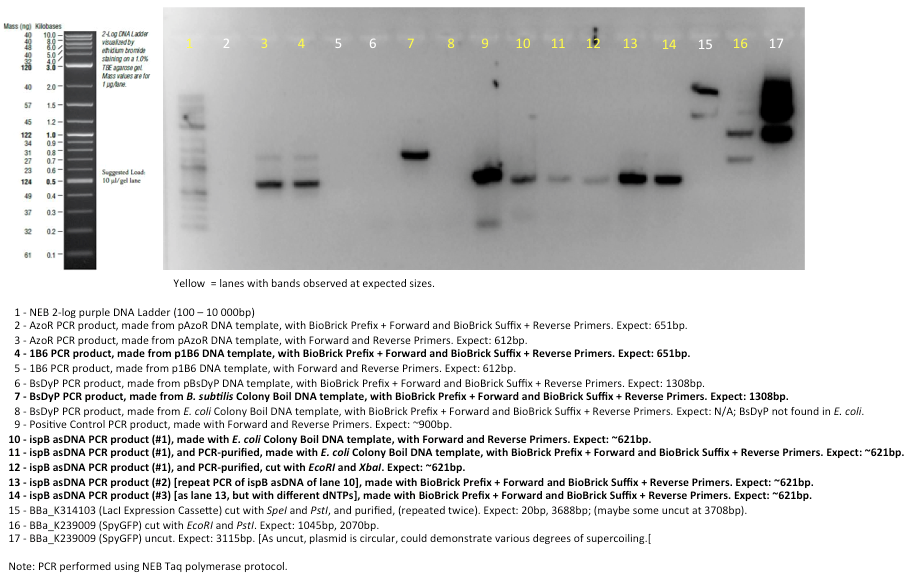 Mass (ng) Kilobases
40 10.0
40 8.0
48 6.0
40 5.0
32 4.0
120 3.0
40 2.0
57 1.5
45 1.2
122 1.0
34 0.9
31 0.8
27 0.7
23 0.6
124 0.5
49 0.4
37 0.3
32 0.2
61 0.1
2-Log DNA Ladder
visualized by
ethidium bromide
staining on a 1.0%
TBE agarose gel.
Mass values are for
1 µg/lane.
Suggested Load:
10 µl/gel lane
1 2 3 4 5 6 7 8 9 10 11 12 13 14 15 16 17
Yellow = lanes with bands observed at expected sizes.
1 - NEB 2-log purple DNA Ladder (100 – 10 000bp)
2 - AzoR PCR product, made from pAzoR DNA template, with BioBrick Prefix + Forward and BioBrick Suffix + Reverse Primers. Expect: 651bp.
3 - AzoR PCR product, made from pAzoR DNA template, with Forward and Reverse Primers. Expect: 612bp.
4 - 1B6 PCR product, made from p1B6 DNA template, with BioBrick Prefix + Forward and BioBrick Suffix + Reverse Primers. Expect: 651bp.
5 - 1B6 PCR product, made from p1B6 DNA template, with Forward and Reverse Primers. Expect: 612bp.
6 - BsDyP PCR product, made from pBsDyP DNA template, with BioBrick Prefix + Forward and BioBrick Suffix + Reverse Primers. Expect: 1308bp.
7 - BsDyP PCR product, made from B. subtilis Colony Boil DNA template, with BioBrick Prefix + Forward and BioBrick Suffix + Reverse Primers. Expect: 1308bp.
8 - BsDyP PCR product, made from E. coli Colony Boil DNA template, with BioBrick Prefix + Forward and BioBrick Suffix + Reverse Primers. Expect: N/A; BsDyP not found in E. coli.
9 - Positive Control PCR product, made with Forward and Reverse Primers. Expect: ~900bp.
10 - ispB asDNA PCR product (#1), made with E. coli Colony Boil DNA template, with Forward and Reverse Primers. Expect: ~621bp.
11 - ispB asDNA PCR product (#1), and PCR-purified, made with E. coli Colony Boil DNA template, with BioBrick Prefix + Forward and BioBrick Suffix + Reverse Primers. Expect: ~621bp.
12 - ispB asDNA PCR product (#1), and PCR-purified, cut with EcoRI and XbaI. Expect: ~621bp.
13 - ispB asDNA PCR product (#2) [repeat PCR of ispB asDNA of lane 10], made with BioBrick Prefix + Forward and BioBrick Suffix + Reverse Primers. Expect: ~621bp.
14 - ispB asDNA PCR product (#3) [as lane 13, but with different dNTPs], made with BioBrick Prefix + Forward and BioBrick Suffix + Reverse Primers. Expect: ~621bp.
15 - BBa_K314103 (LacI Expression Cassette) cut with SpeI and PstI, and purified, (repeated twice). Expect: 20bp, 3688bp; (maybe some uncut at 3708bp).
16 - BBa_K239009 (SpyGFP) cut with EcoRI and PstI. Expect: 1045bp, 2070bp.
17 - BBa_K239009 (SpyGFP) uncut. Expect: 3115bp. [As uncut, plasmid is circular, could demonstrate various degrees of supercoiling.[
Note: PCR performed using NEB Taq polymerase protocol.